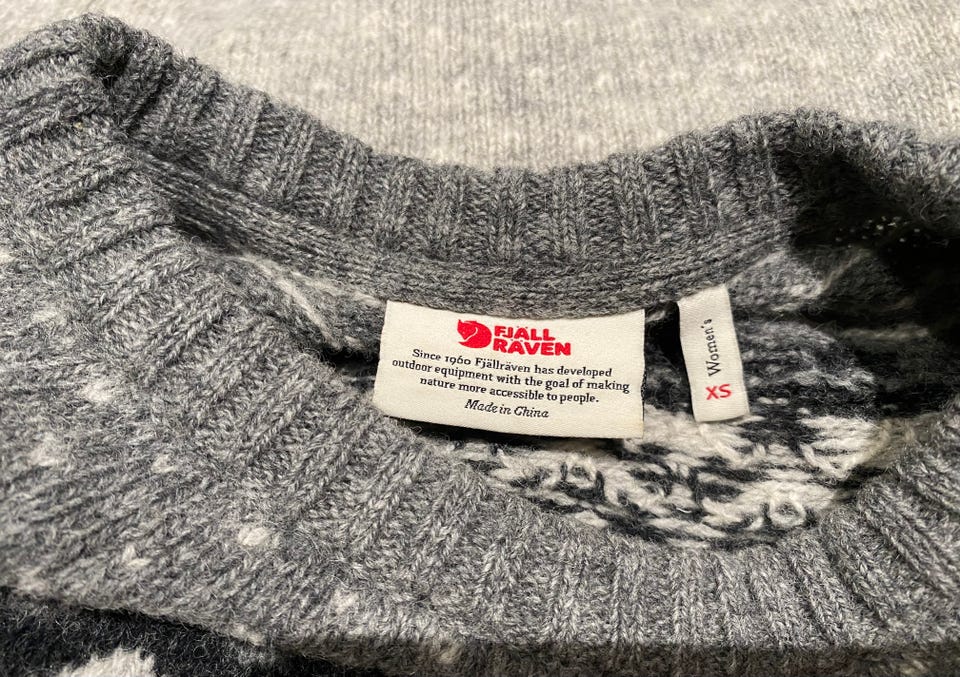 FJÄLL
RÄVEN
Since 1960 Fjällräven has developed
outdoor equipment with the goal of making
nature more accessible to people.
Made in China
Women's
XS